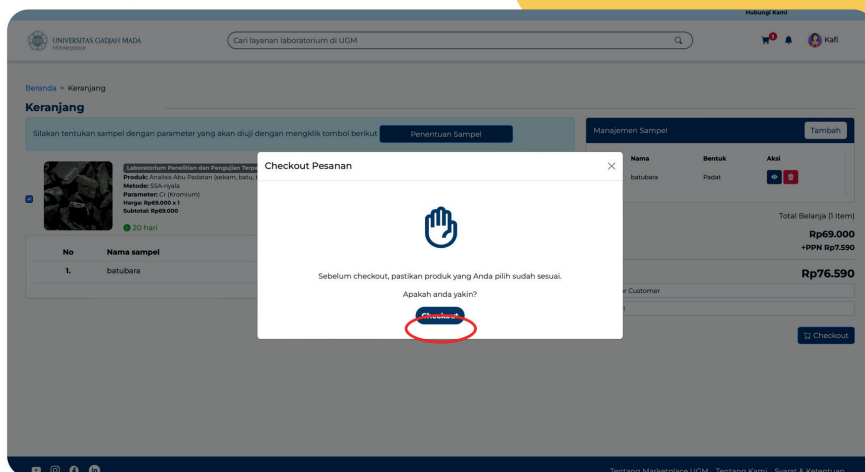 Hubungi Kami
UNIVERSITAS GADJAH MADA
Marketplace
Cari layanan laboratorium di UGM
Kafi
Beranda > Keranjang
Keranjang
Silakan tentukan sampel dengan parameter yang akan diuji dengan mengklik tombol berikut
Penentuan Sampel
Laboratorium Penelitian dan Pengujian Terpa
Produk: Analisis Abu Padatan (sekam, batu,
Metode: SSA-nyala
Parameter: Cr (Kromium)
Harga: Rp69.000 x 1
Subtotal: Rp69.000
20 hari
No Nama sampel
1. batubara
Manajemen Sampel
Tambah
Nama Bentuk Aksi
batubara Padat
Total Belanja (1 Item)
Rp69.000
+PPN Rp7.590
Rp76.590
Customer
Checkout
Checkout Pesanan
Sebelum checkout, pastikan produk yang Anda pilih sudah sesuai.
Apakah anda yakin?
Checkout
Tentang Marketplace UGM Tentang Kami Syarat & Ketentuan